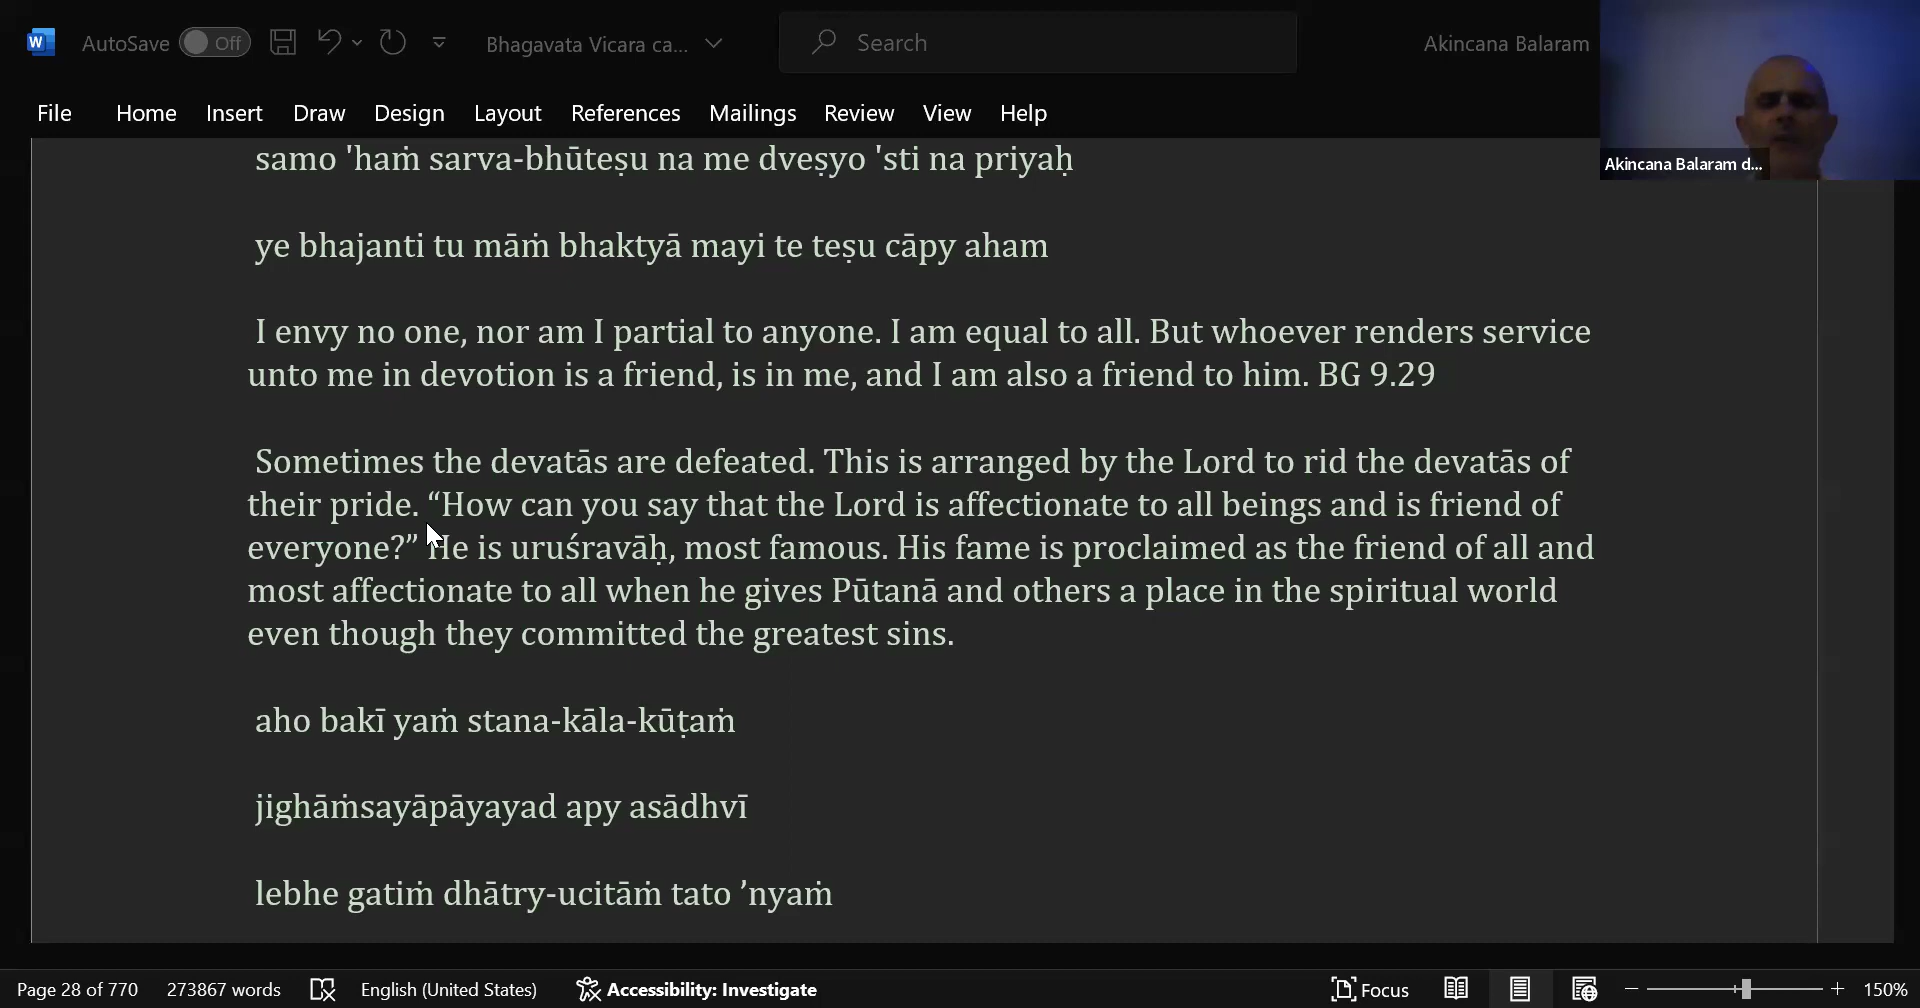 AutoSave Off Bhagavata Vicara ca... Search Akincana Balaram
File Home Insert Draw Design Layout References Mailings Review View Help
Akincana Balaram d...
samo 'haṁ sarva-bhūteṣu na me dveṣyo 'sti na priyaḥ
ye bhajanti tu māṁ bhaktyā mayi te teṣu cāpy aham
I envy no one, nor am I partial to anyone. I am equal to all. But whoever renders service
unto me in devotion is a friend, is in me, and I am also a friend to him. BG 9.29
Sometimes the devatās are defeated. This is arranged by the Lord to rid the devatās of
their pride. “How can you say that the Lord is affectionate to all beings and is friend of
everyone?” He is uruśravāḥ, most famous. His fame is proclaimed as the friend of all and
most affectionate to all when he gives Pūtanā and others a place in the spiritual world
even though they committed the greatest sins.
aho bakī yaṁ stana-kāla-kūṭaṁ
jighāṁsayāpāyayad apy asādhvī
lebhe gatiṁ dhātry-ucitāṁ tato ’nyaṁ
Page 28 of 770 273867 words English (United States) Accessibility: Investigate Focus 150%